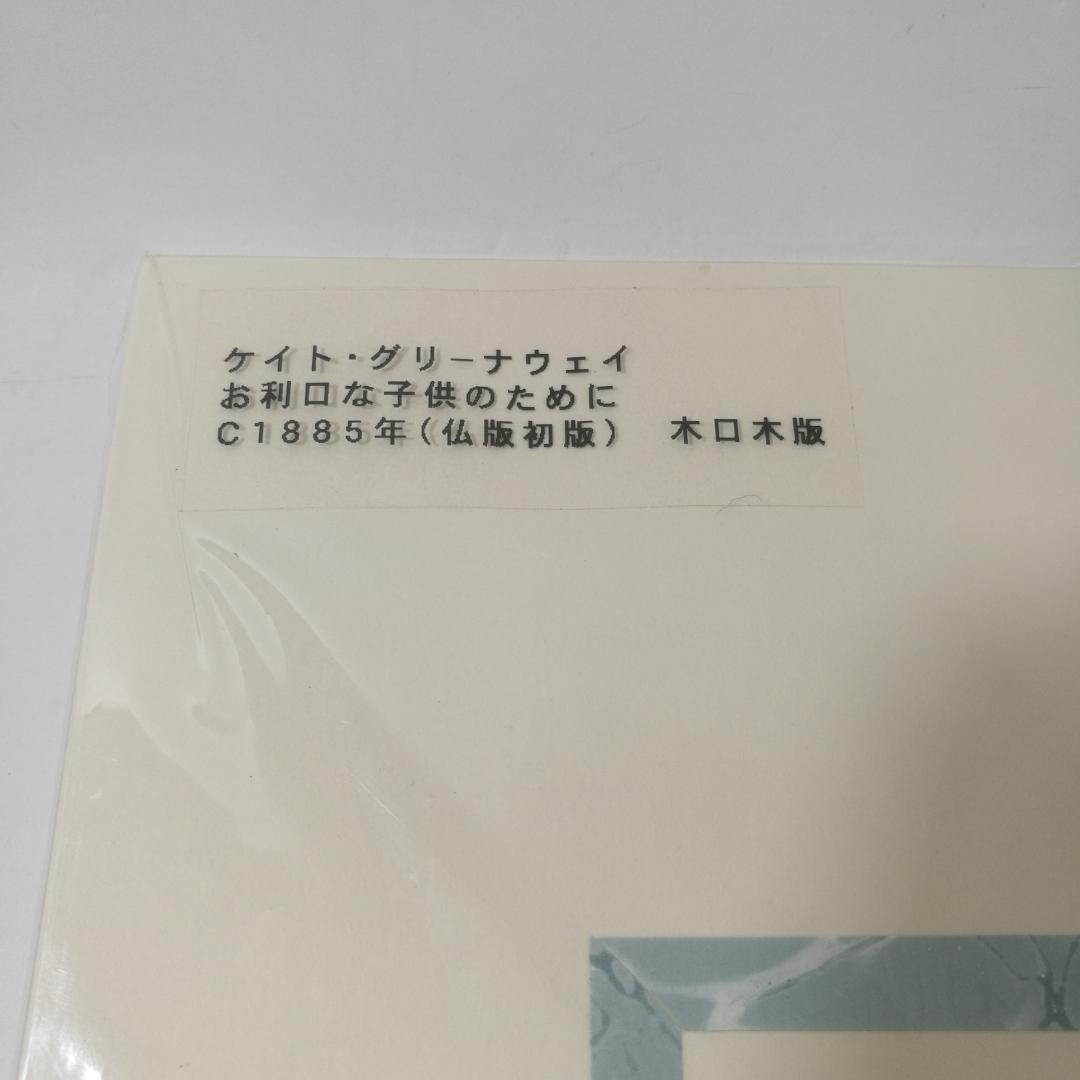 ケイト・グリーナウェイ
お利口な子供のために
C1885年(仏版初版) 木口木版